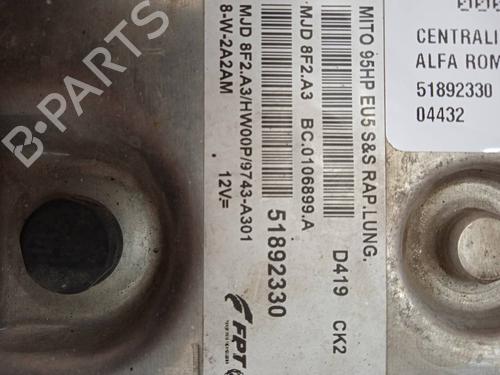 MITO 95HP EU5 S&S RAP.LUNG.
MJD 8F2.A3 BC.0106899.A D419 CK2
MJD 8F2.A3/HW00P/9743-A301 51892330
8-W-2A2AM 12V=
FPT
CENTRALI
ALFA ROM
51892330
04432
B-PARTS